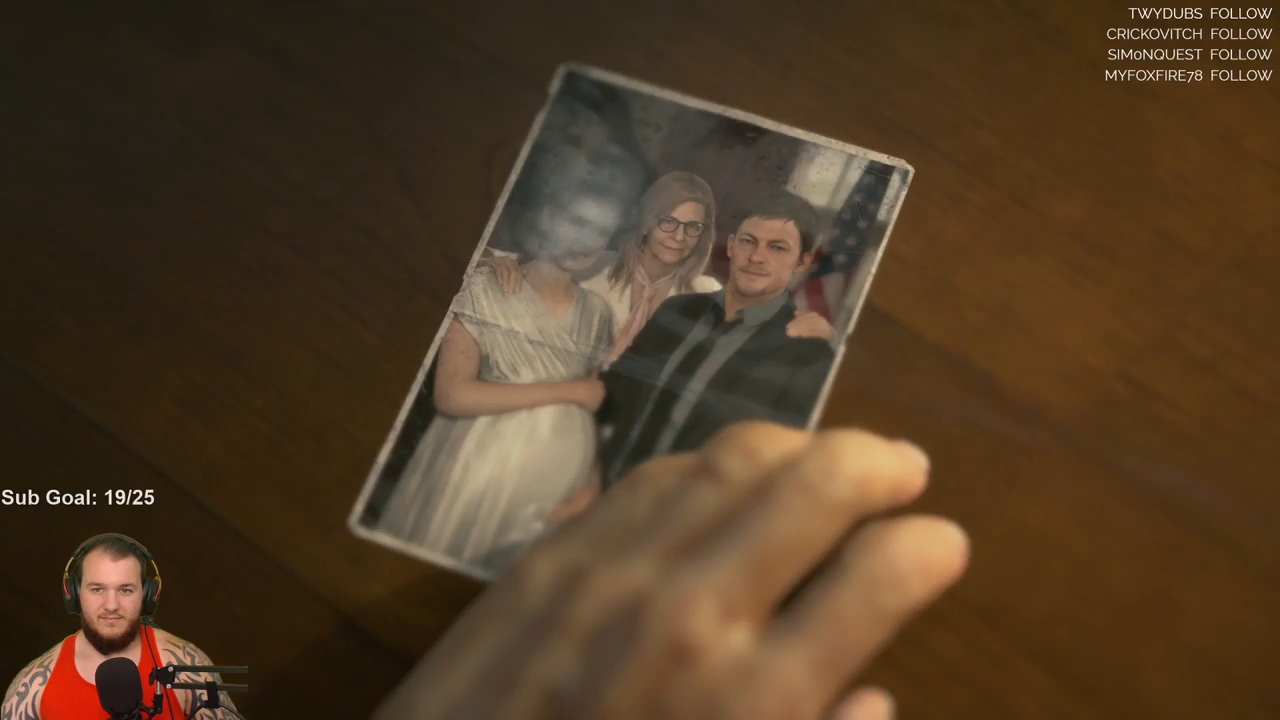 TWYDUBS FOLLOW
CRICKOVITCH FOLLOW
SIM0NQUEST FOLLOW
MYFOXFIRE78 FOLLOW
Sub Goal: 19/25